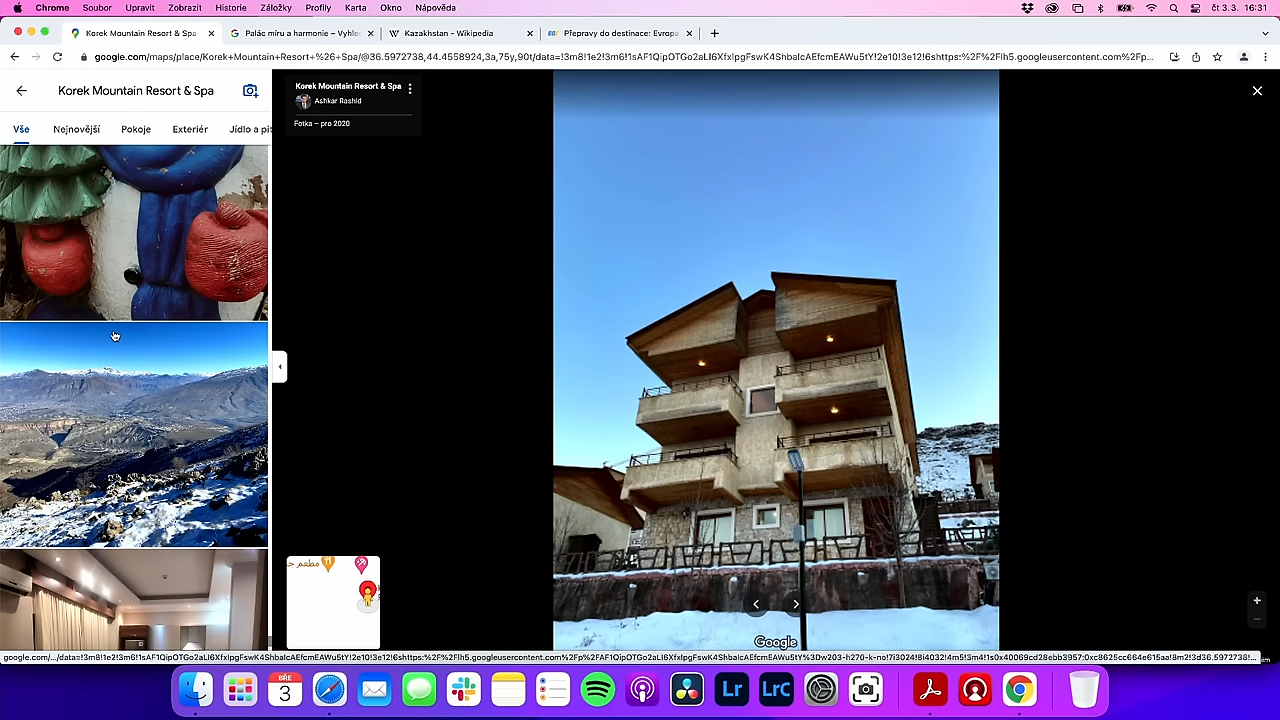 Chrome Soubor Upravit Zobrazit Historie Záložky Profily Karta Okno Nápověda čt 3. 3. 16:31
Korek Mountain Resort & Spa
Palác míru a harmonie – Vyhle
Kazakhstan - Wikipedia
Přepravy do destinace: Evropa
google.com/maps/place/Korek+Mountain+Resort+%26+Spa/@36.5972738,44.4558924,3a,75y,90t/data=!3m8!1e2!3m6!1sAF1QipOTGo2aLI6XfxIpgFswK4ShbaIcAEfcmEAWu5tY!2e10!3e12!6shttps:%2F%2Flh5.googleusercontent.com%2Fp...
Korek Mountain Resort & Spa
Vše Nejnovější Pokoje Exteriér Jídlo a pit
Korek Mountain Resort & Spa
Ashkar Rashid
Fotka – pro 2020
مطعم
Google
BŘE
3
Lr
LrC